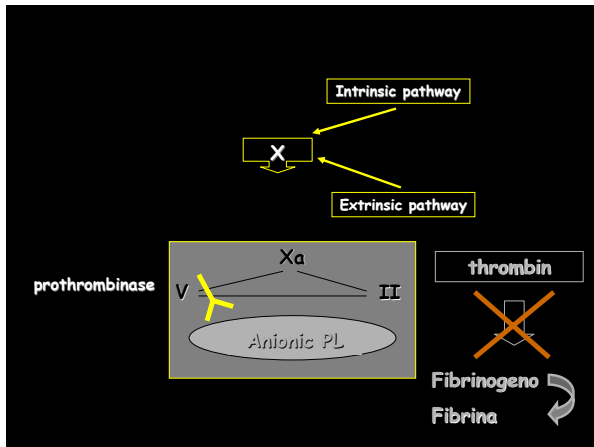 Intrinsic pathway
X
Extrinsic pathway
Xa
thrombin
prothrombinase
V
II
Anionic PL
Fibrinogeno
Fibrina